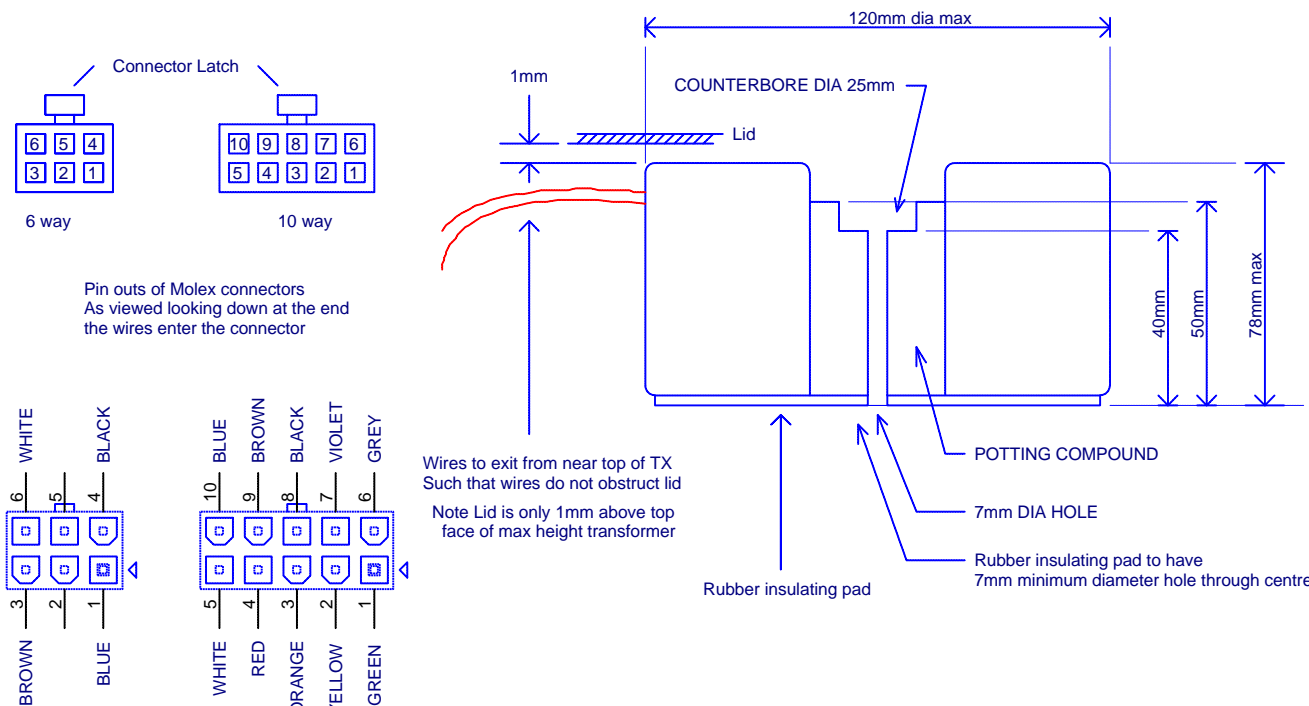 Connector Latch
6 5 4
3 2 1
6 way
10 9 8 7 6
5 4 3 2 1
10 way
Pin outs of Molex connectors
As viewed looking down at the end
the wires enter the connector
WHITE
BLACK
6 5 4
3 2 1
BROWN
BLUE
BLUE
BROWN
BLACK
VIOLET
GREY
10 9 8 7 6
5 4 3 2 1
WHITE
RED
ORANGE
YELLOW
GREEN
120mm dia max
1mm
COUNTERBORE DIA 25mm
Lid
40mm
50mm
78mm max
Wires to exit from near top of TX
Such that wires do not obstruct lid
Note Lid is only 1mm above top
face of max height transformer
POTTING COMPOUND
7mm DIA HOLE
Rubber insulating pad to have
7mm minimum diameter hole through centre
Rubber insulating pad